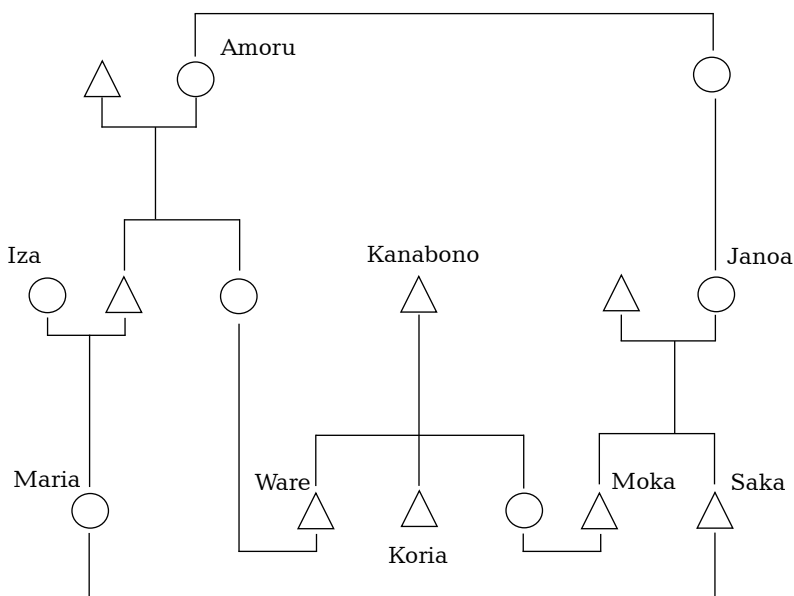 Amoru
Iza
Kanabono
Janoa
Maria
Ware
Moka
Saka
Koria